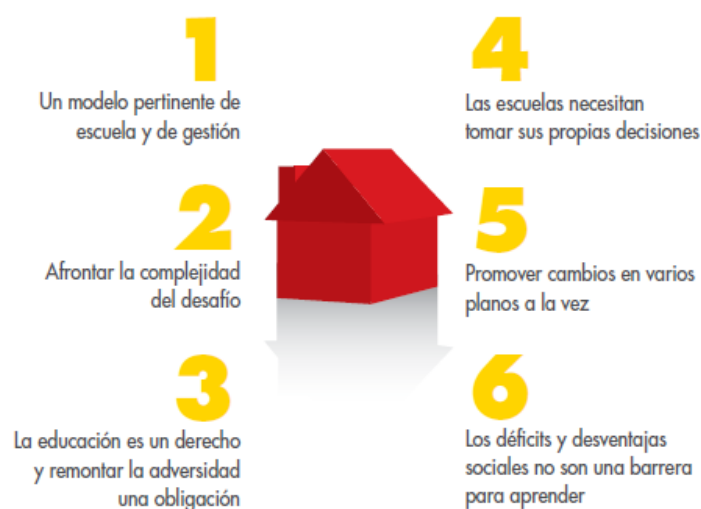 1
Un modelo pertinente de
escuela y de gestión
2
Afrontar la complejidad
del desafío
3
La educación es un derecho
y remontar la adversidad
una obligación
4
Las escuelas necesitan
tomar sus propias decisiones
5
Promover cambios en varios
planos a la vez
6
Los déficits y desventajas
sociales no son una barrera
para aprender